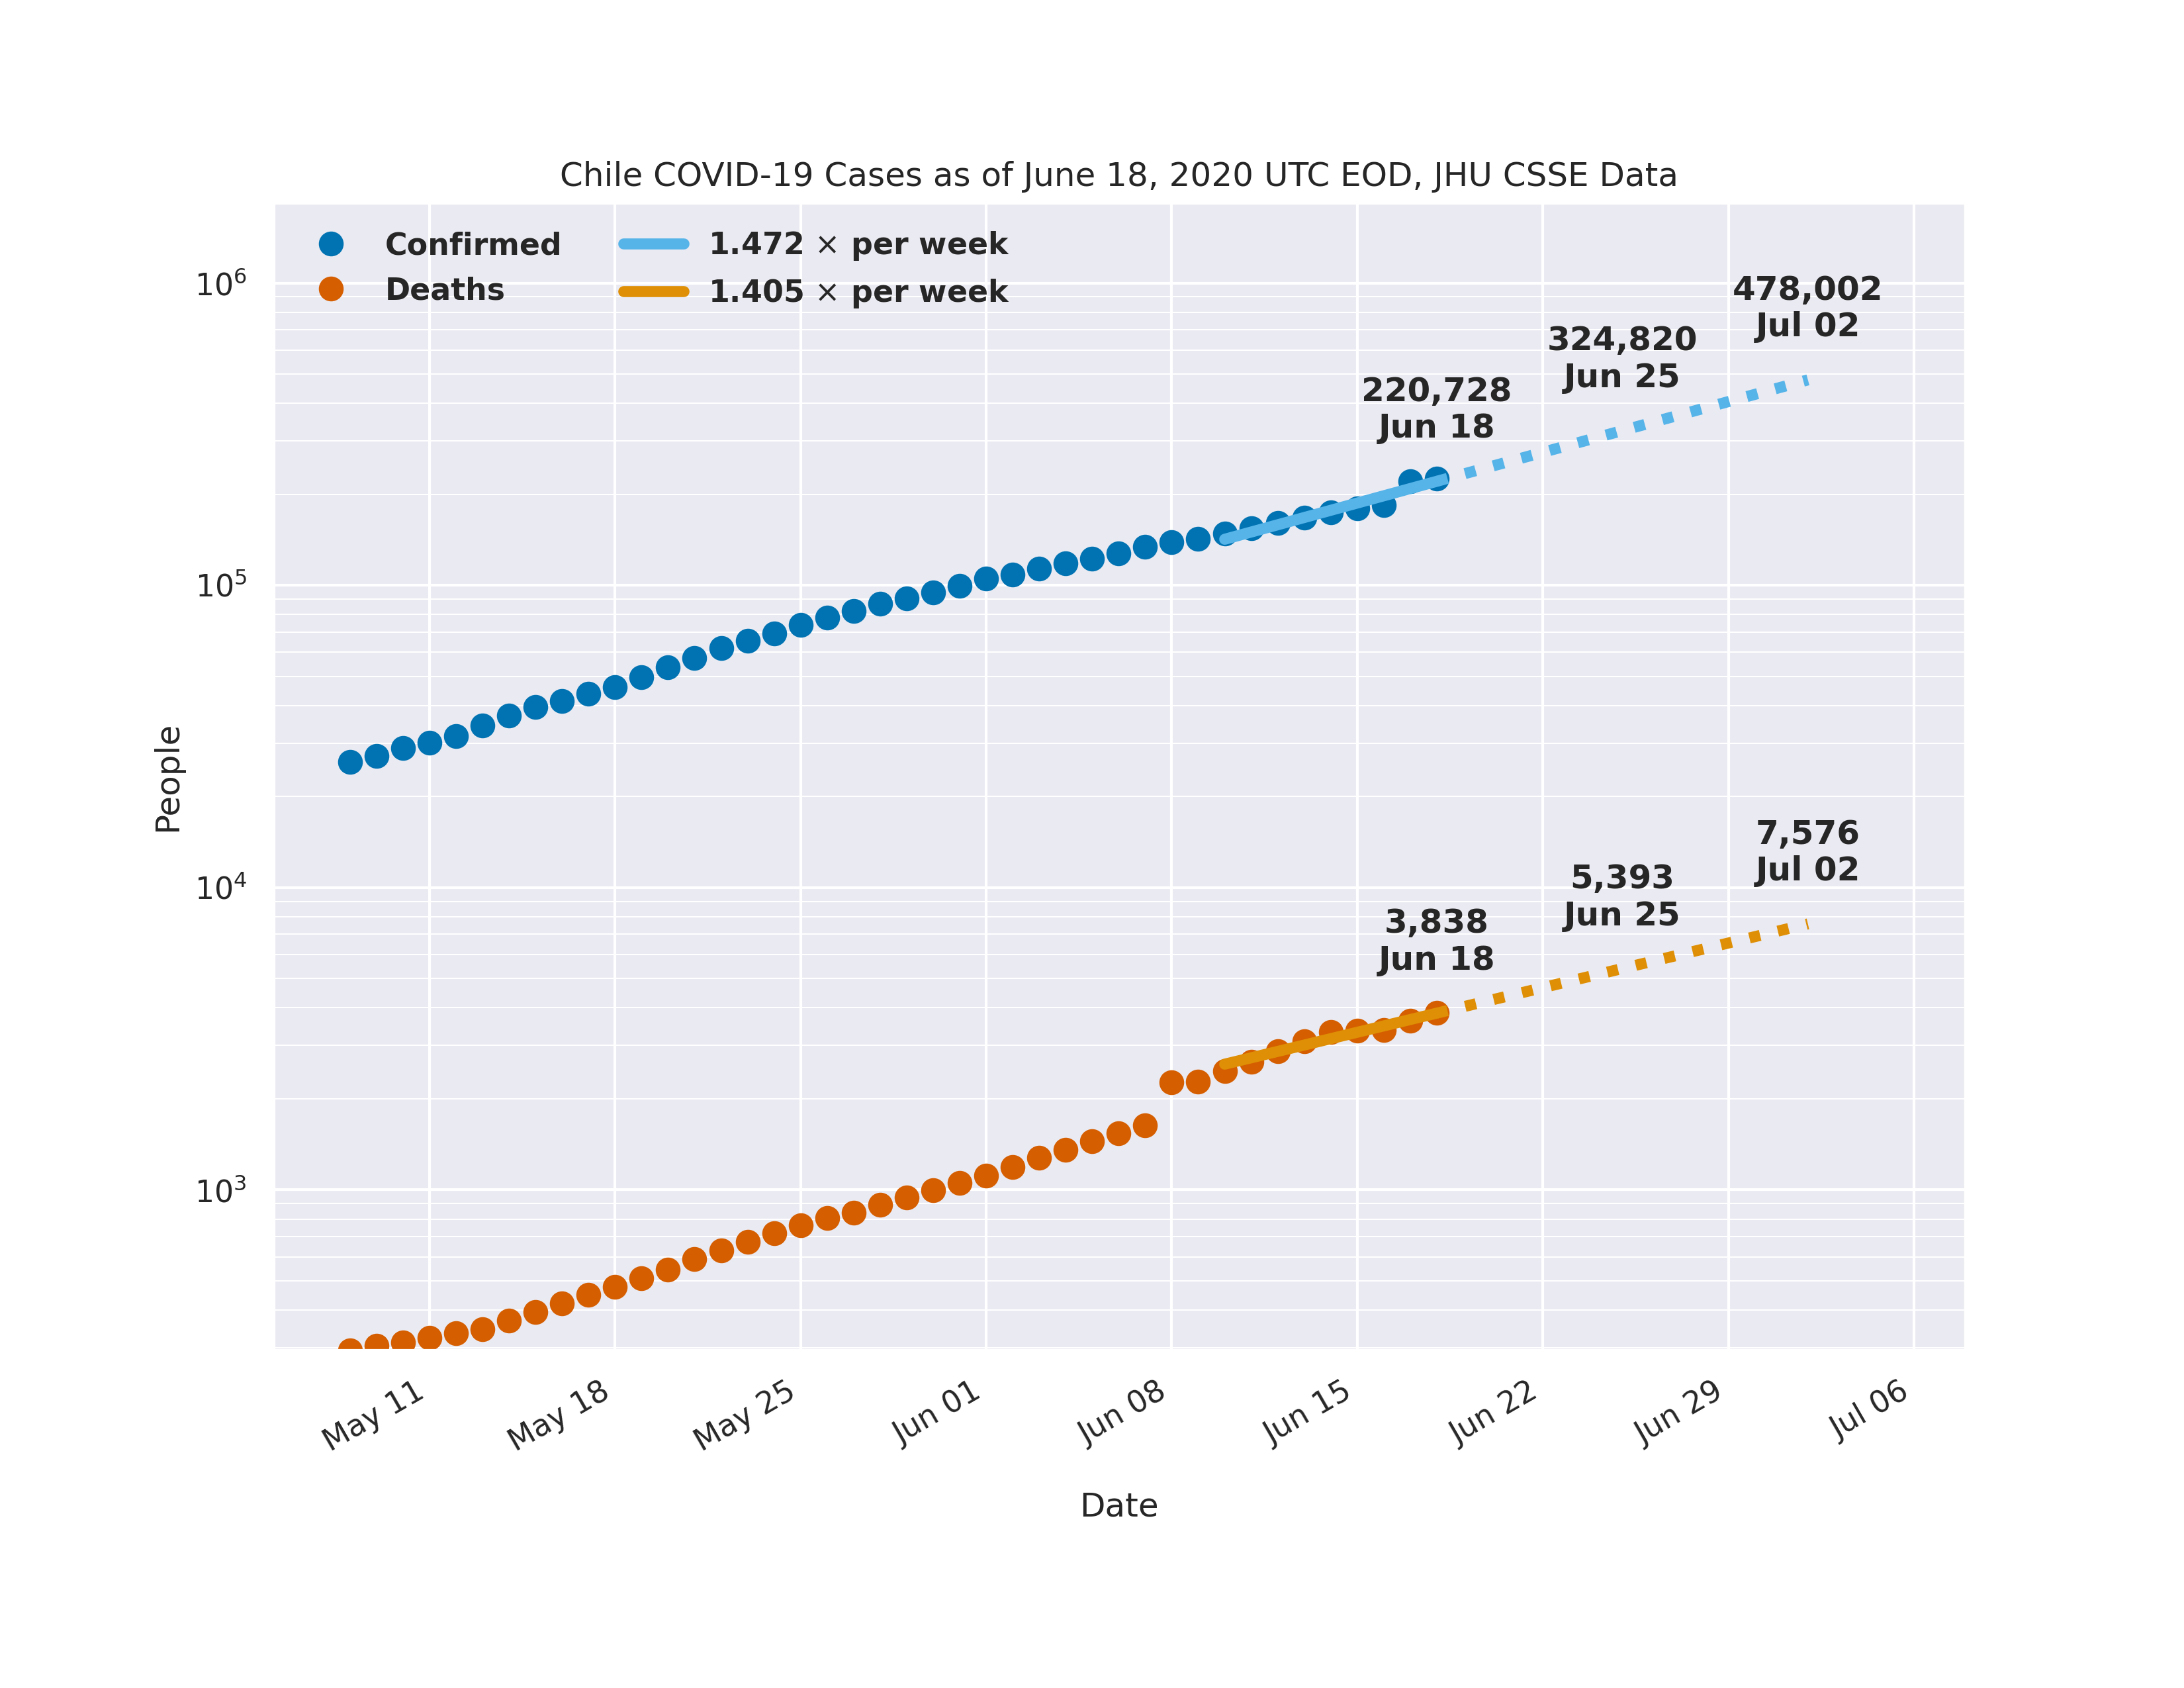 Chile COVID-19 Cases as of June 18, 2020 UTC EOD, JHU CSSE Data
Confirmed
Deaths
1.472 × per week
1.405 × per week
478,002
Jul 02
324,820
Jun 25
220,728
Jun 18
7,576
Jul 02
5,393
Jun 25
3,838
Jun 18
10⁶
10⁵
10⁴
10³
People
May 11
May 18
May 25
Jun 01
Jun 08
Jun 15
Jun 22
Jun 29
Jul 06
Date